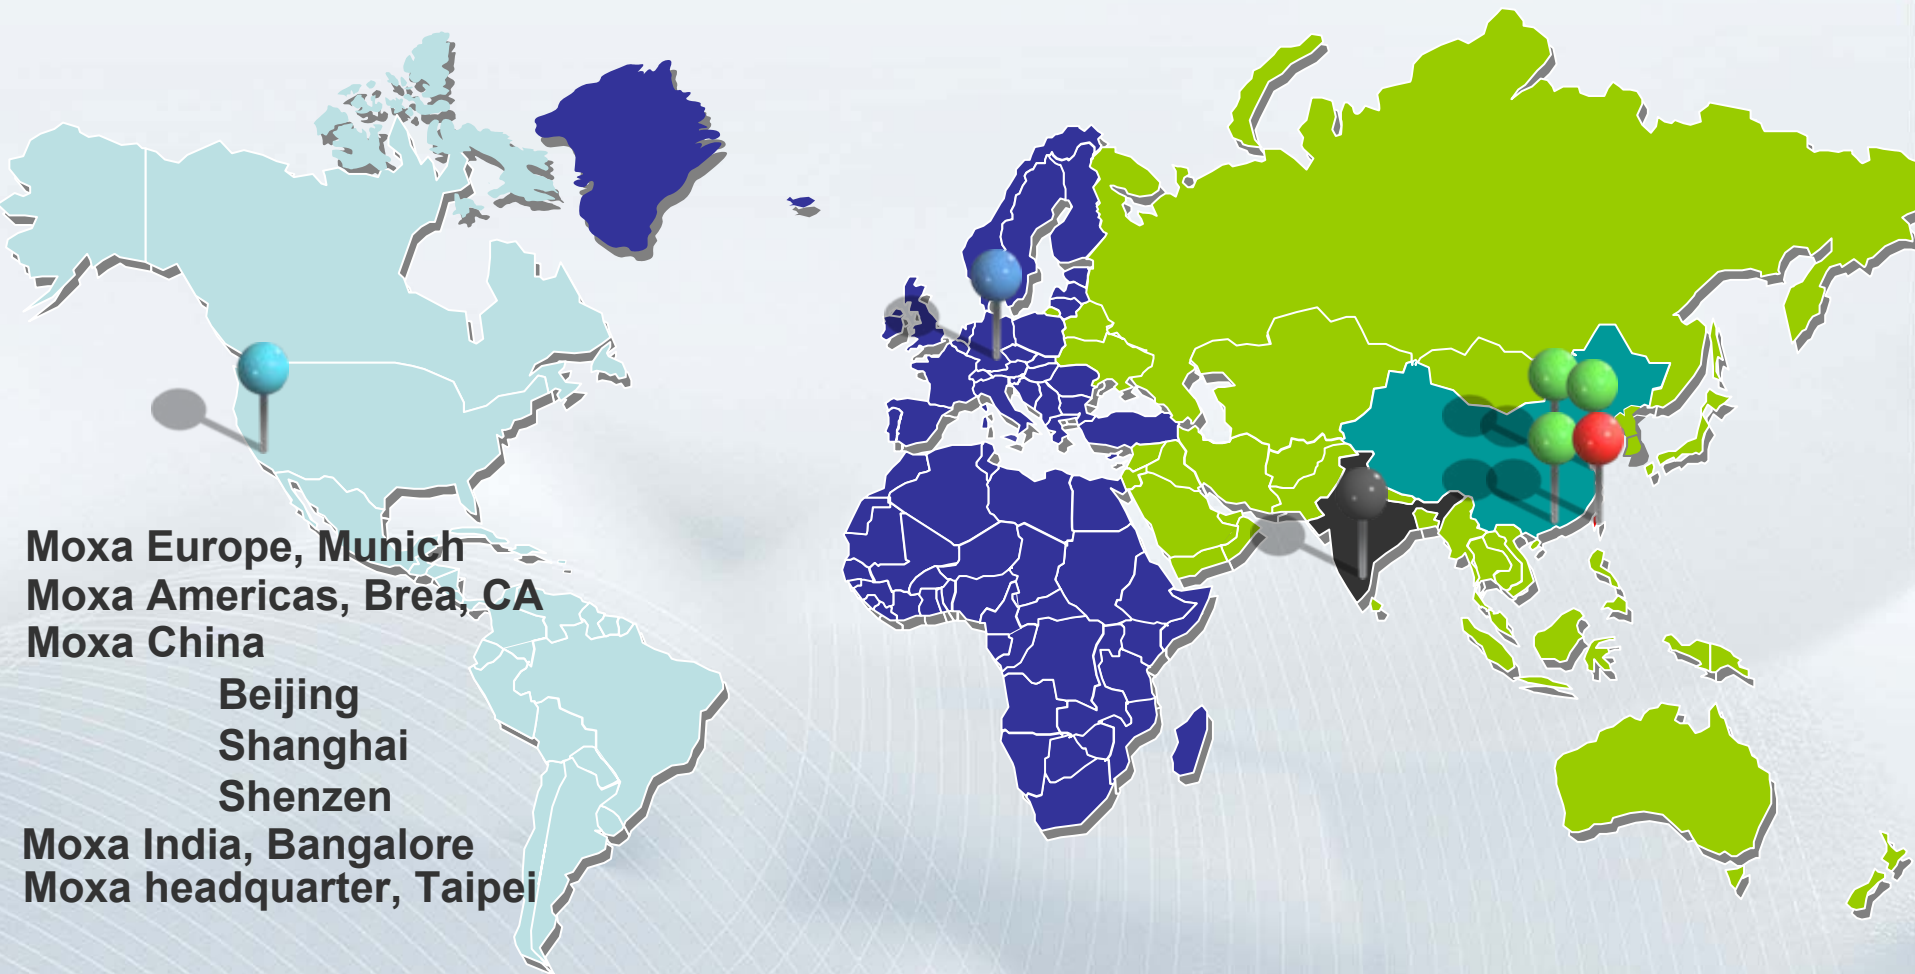 Moxa Europe, Munich
Moxa Americas, Brea, CA
Moxa China
Beijing
Shanghai
Shenzen
Moxa India, Bangalore
Moxa headquarter, Taipei